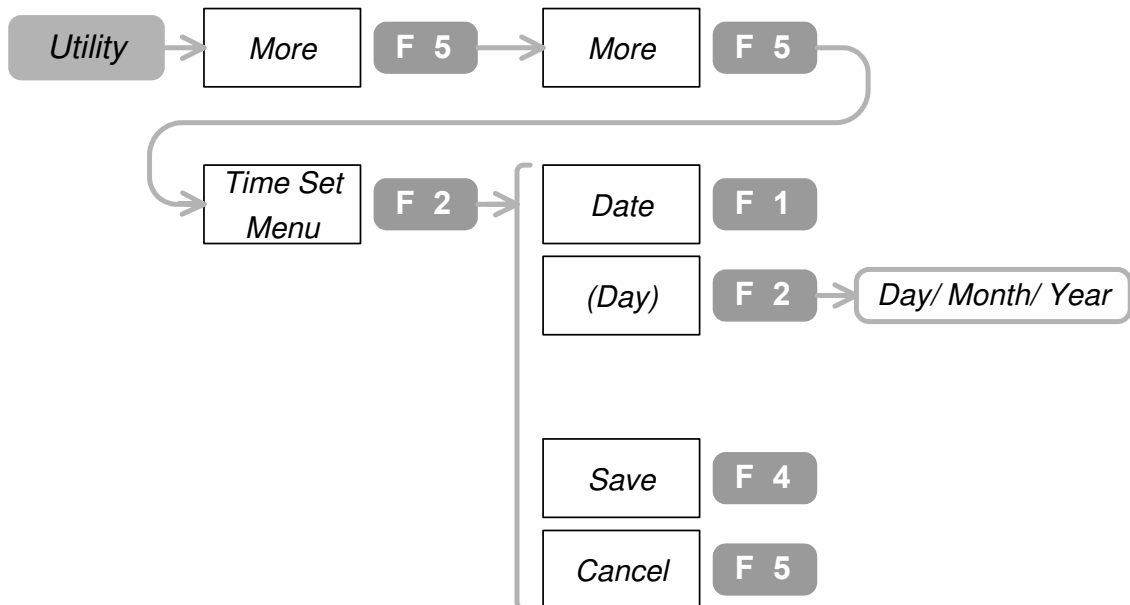 Utility More F 5 More F 5
Time Set
Menu
F 2
Date F 1
(Day) F 2 Day/ Month/ Year
Save F 4
Cancel F 5